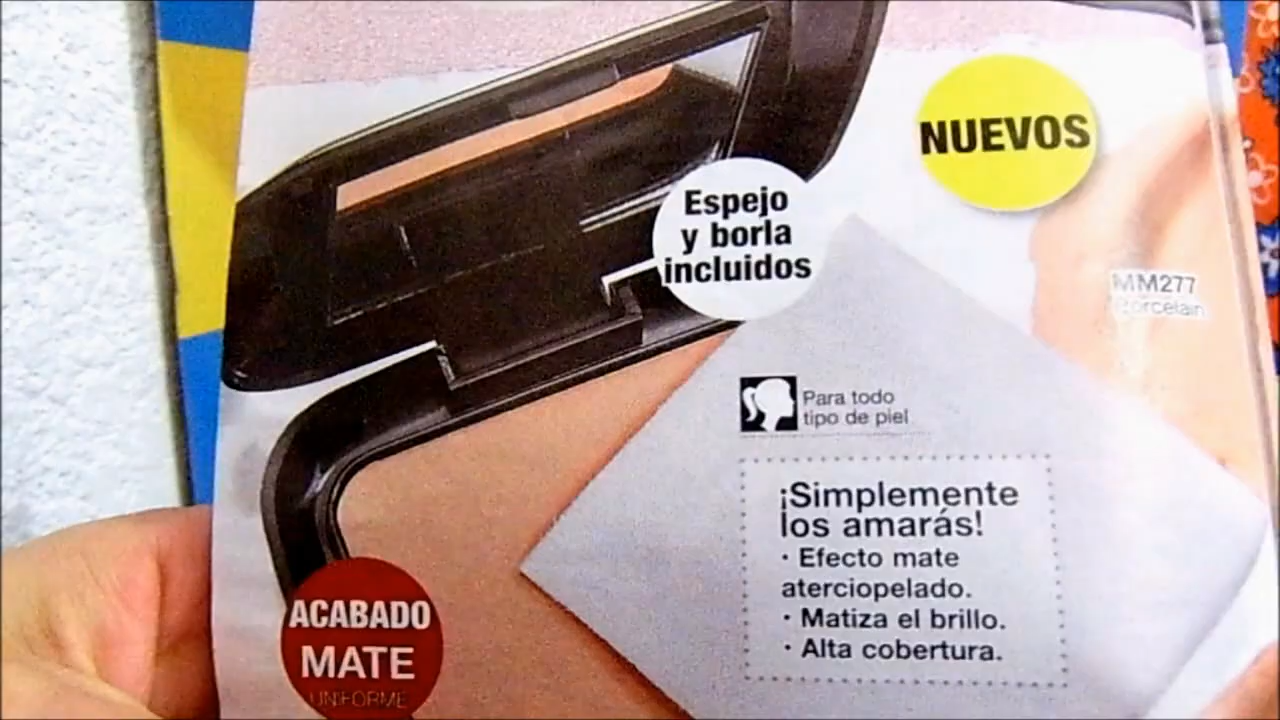 NUEVOS
Espejo
y borla
incluidos
MM277
Porcelain
Para todo
tipo de piel
¡Simplemente
los amarás!
· Efecto mate
aterciopelado.
· Matiza el brillo.
· Alta cobertura.
ACABADO
MATE
UNIFORME